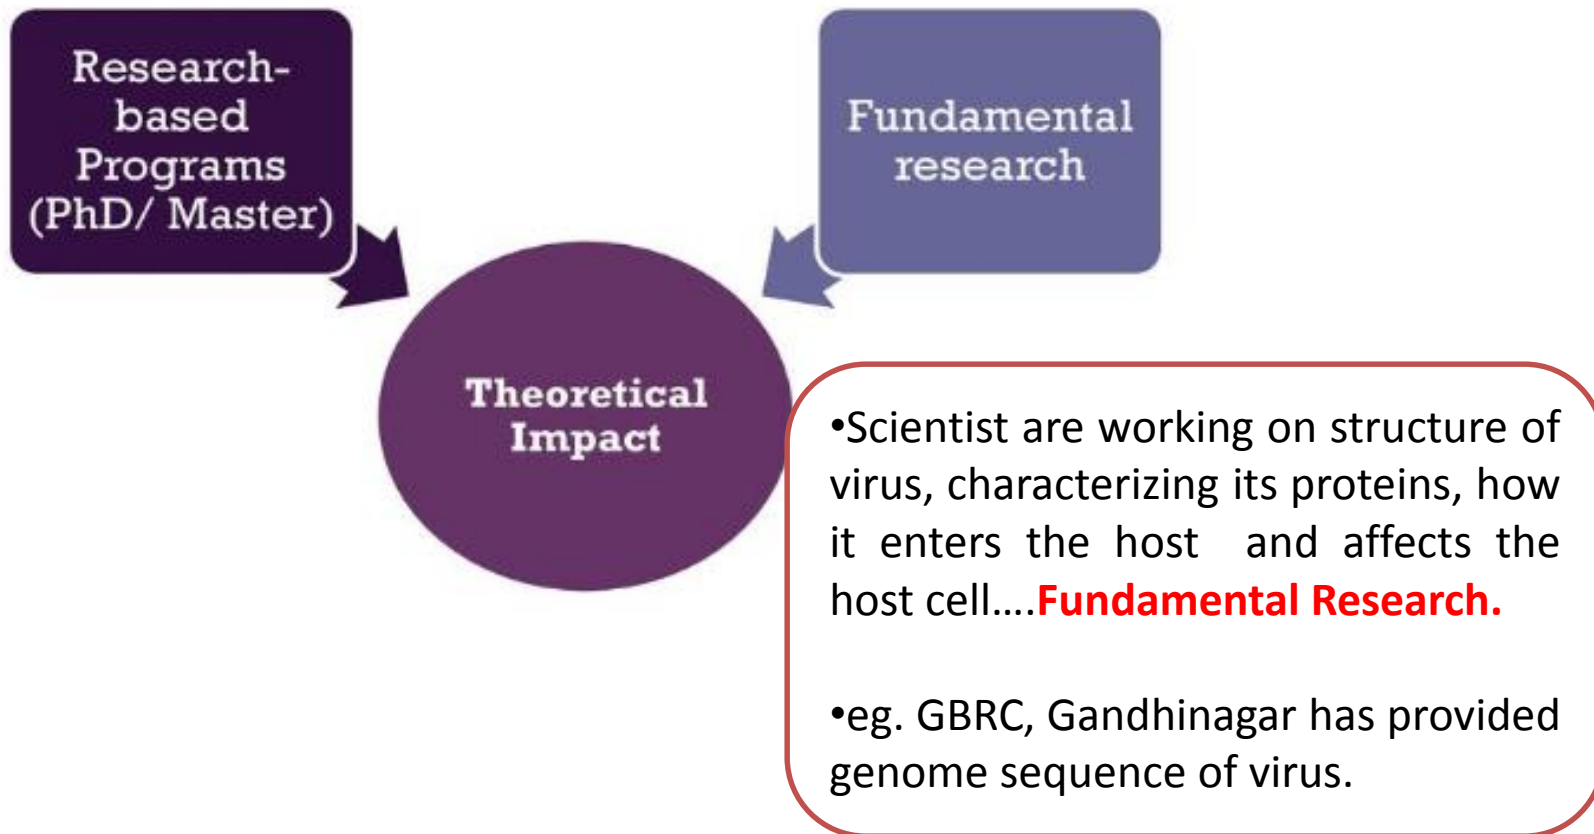 Research-
based
Programs
(PhD/ Master)
Fundamental
research
Theoretical
Impact
•Scientist are working on structure of
virus, characterizing its proteins, how
it enters the host and affects the
host cell....Fundamental Research.
•eg. GBRC, Gandhinagar has provided
genome sequence of virus.